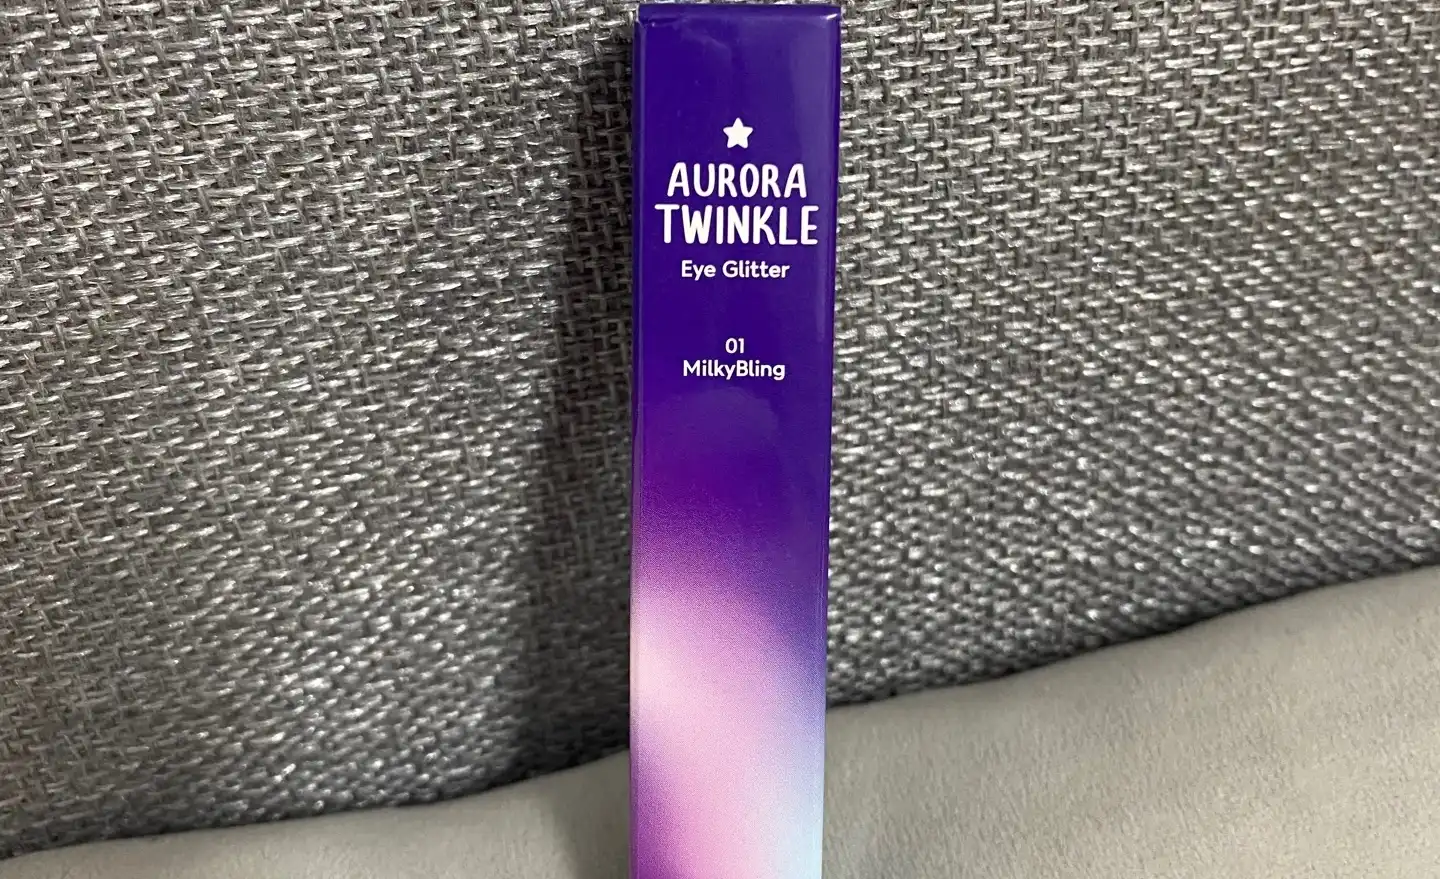 AURORA
TWINKLE
Eye Glitter
01
MilkyBling